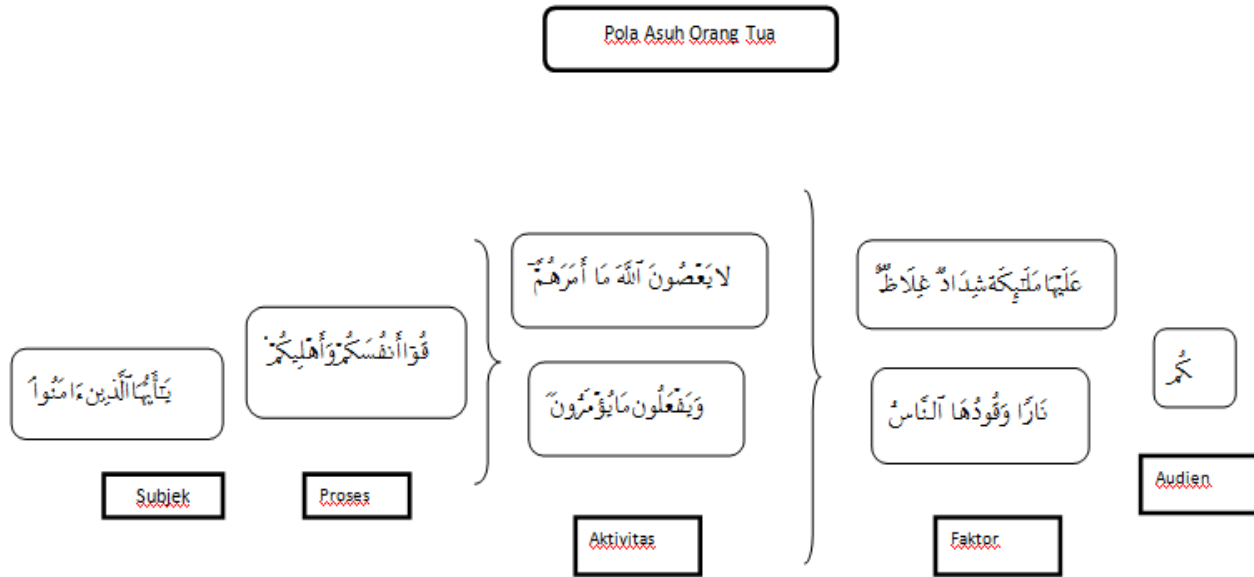 Pola Asuh Orang Tua
يَٰٓأَيُّهَا ٱلَّذِينَ ءَامَنُواْ
قُوٓاْ أَنفُسَكُمْ وَأَهْلِيكُمْ
لا يَعْصُونَ ٱللَّهَ مَا أَمَرَهُمْ
وَيَفْعَلُونَ مَا يُؤْمَرُونَ
عَلَيْهَا مَلَٰٓئِكَة شِدَادٌ غِلَاظٌ
نَارًا وَقُودُهَا ٱلنَّاسُ
كُمْ
Subjek
Proses
Aktivitas
Faktor
Audien